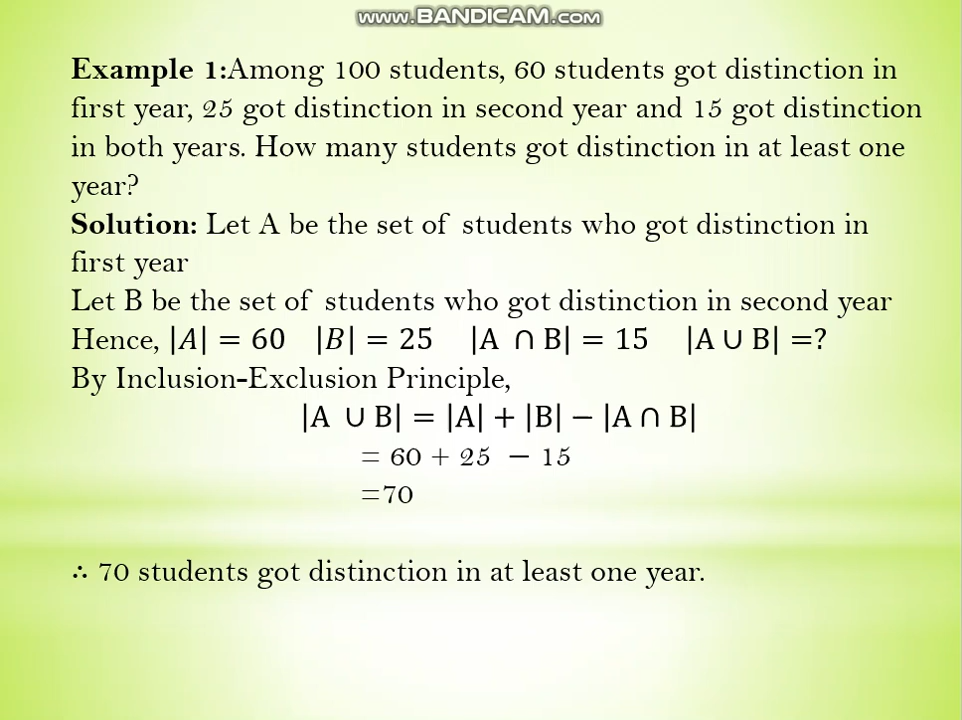 www.BANDICAM.com
Example 1:Among 100 students, 60 students got distinction in
first year, 25 got distinction in second year and 15 got distinction
in both years. How many students got distinction in at least one
year?
Solution: Let A be the set of students who got distinction in
first year
Let B be the set of students who got distinction in second year
Hence, |A| = 60 |B| = 25 |A ∩ B| = 15 |A ∪ B| =?
By Inclusion-Exclusion Principle,
|A ∪ B| = |A| + |B| − |A ∩ B|
= 60 + 25 − 15
=70
∴ 70 students got distinction in at least one year.